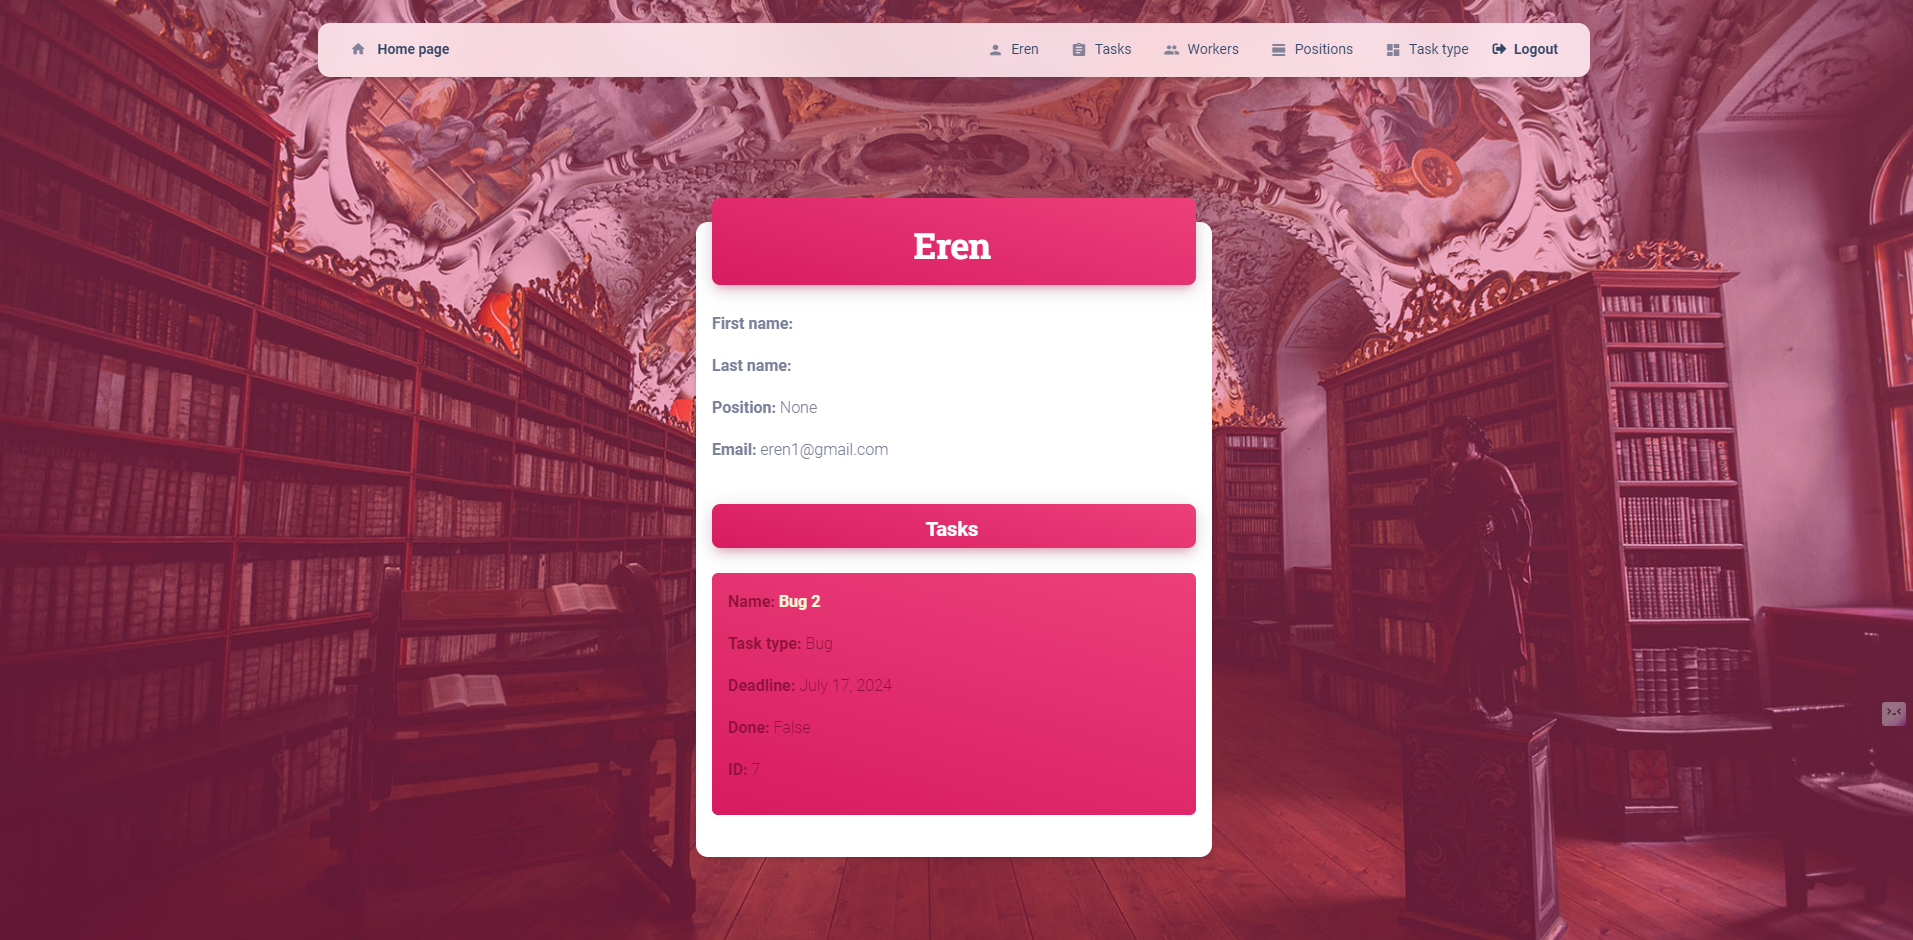 Home page
Eren
Tasks
Workers
Positions
Task type
Logout
Eren
First name:
Last name:
Position: None
Email: eren1@gmail.com
Tasks
Name: Bug 2
Task type: Bug
Deadline: July 17, 2024
Done: False
ID: 7